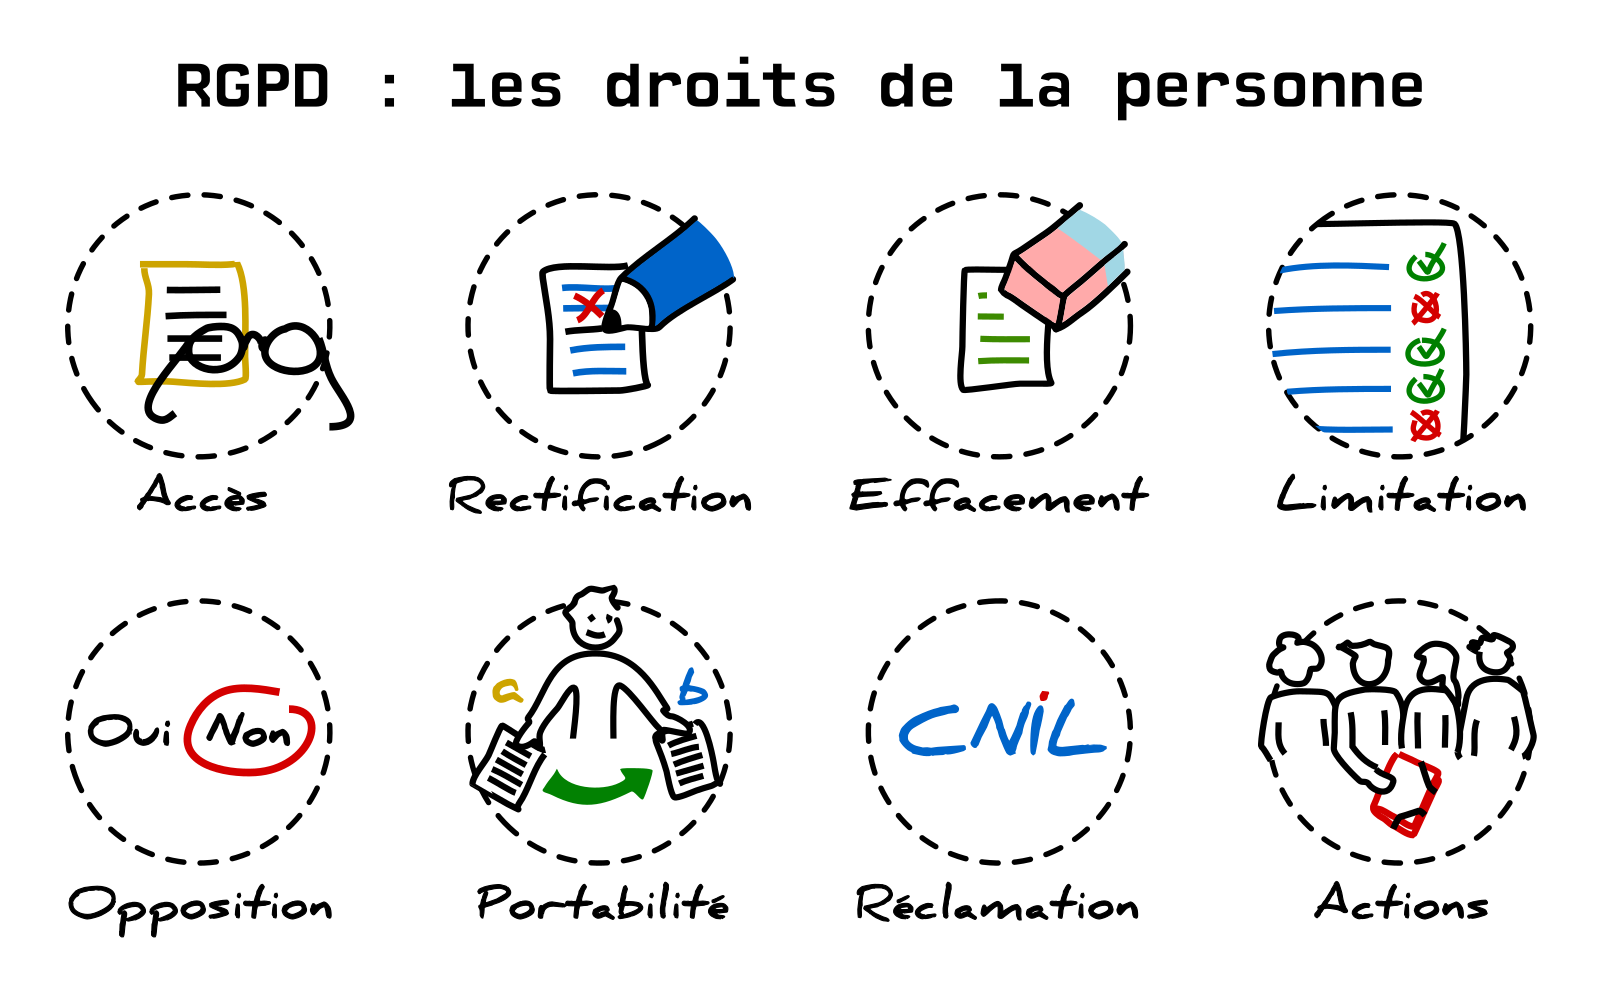 RGPD : les droits de la personne
Accès
Rectification
Effacement
Limitation
Oui Non
a
b
CNiL
Opposition
Portabilité
Réclamation
Actions